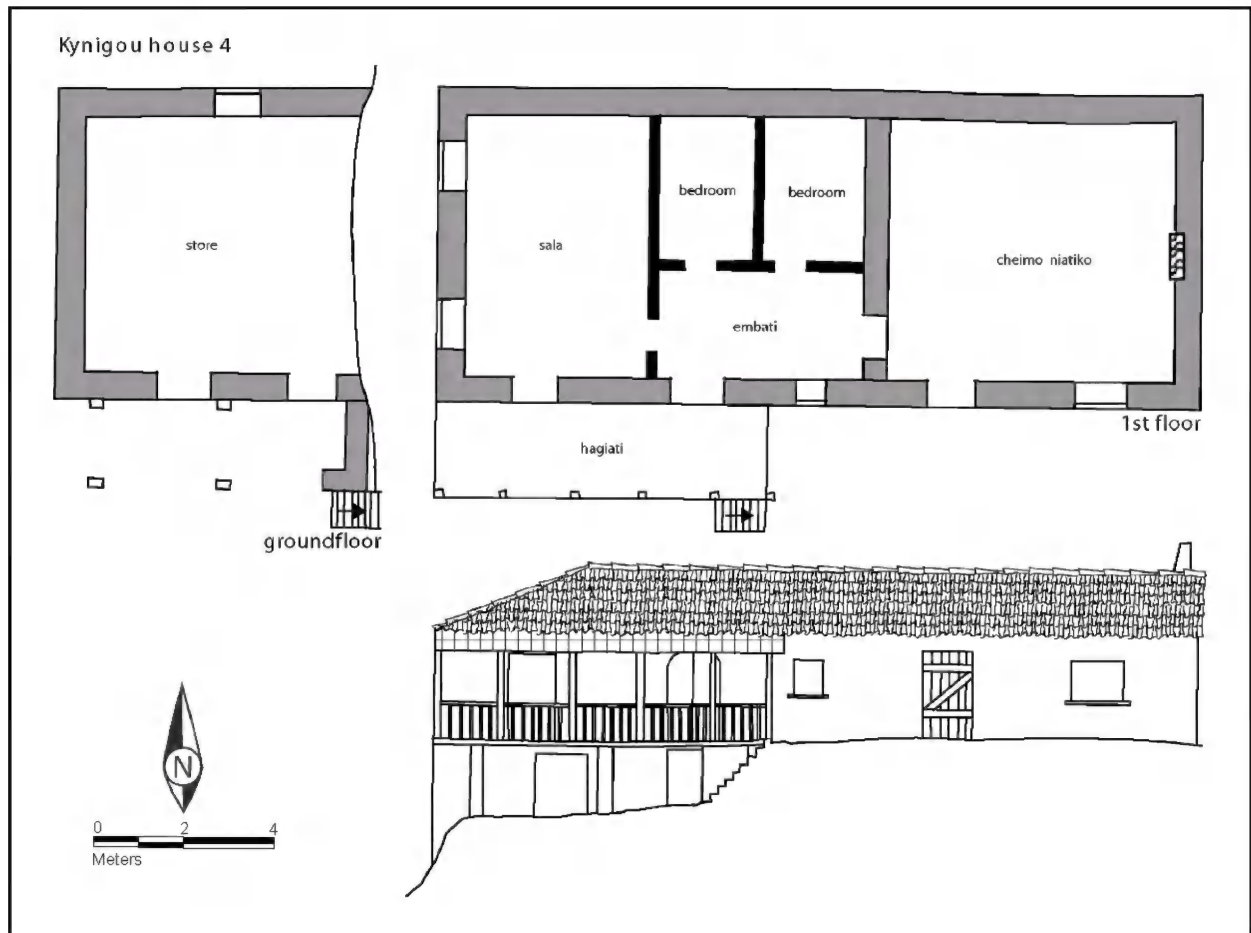 Kynigou house 4
store
sala
bedroom
bedroom
embati
cheimo niatiko
hagiati
1st floor
groundfloor
N
0 2 4
Meters